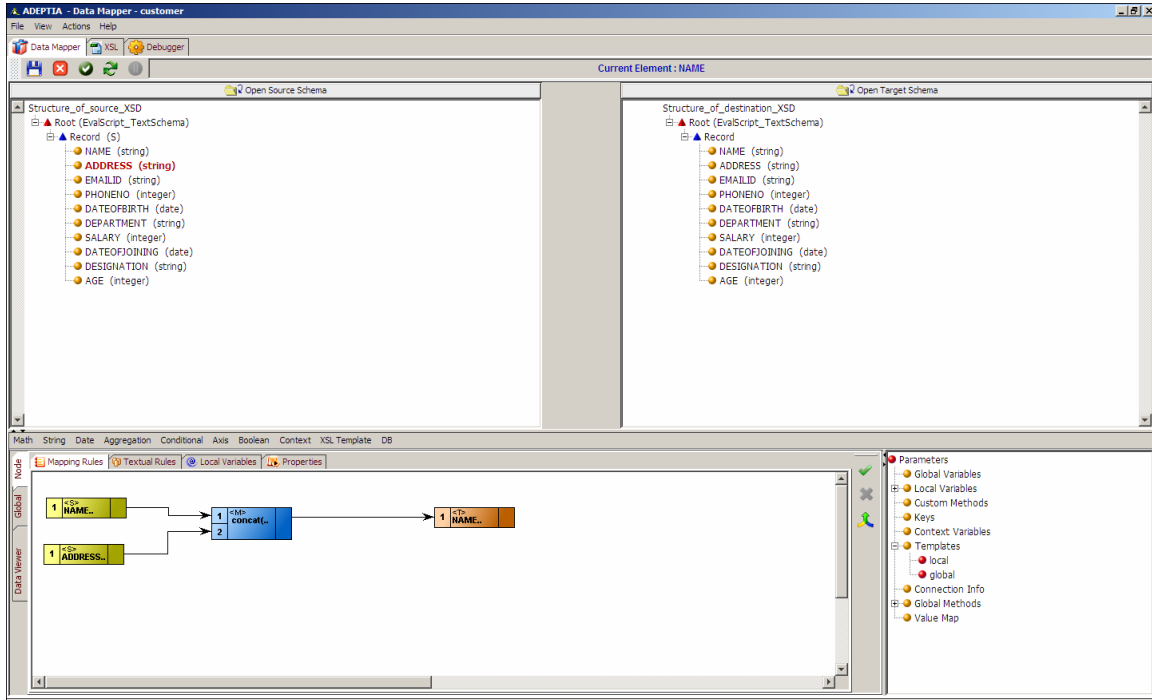 ADEPTIA - Data Mapper - customer
File View Actions Help
Data Mapper XSL Debugger
Current Element : NAME
Open Source Schema
Open Target Schema
Structure_of_source_XSD
Root (EvalScript_TextSchema)
Record (S)
NAME (string)
ADDRESS (string)
EMAILID (string)
PHONENO (integer)
DATEOFBIRTH (date)
DEPARTMENT (string)
SALARY (integer)
DATEOFJOINING (date)
DESIGNATION (string)
AGE (integer)
Structure_of_destination_XSD
Root (EvalScript_TextSchema)
Record
NAME (string)
ADDRESS (string)
EMAILID (string)
PHONENO (integer)
DATEOFBIRTH (date)
DEPARTMENT (string)
SALARY (integer)
DATEOFJOINING (date)
DESIGNATION (string)
AGE (integer)
Math String Date Aggregation Conditional Axis Boolean Context XSL Template DB
Node
Global
Data Viewer
Mapping Rules Textual Rules Local Variables Properties
1 <S> NAME..
1 <S> ADDRESS..
1 <M> concat(..
2
1 <T> NAME..
Parameters
Global Variables
Local Variables
Custom Methods
Keys
Context Variables
Templates
local
global
Connection Info
Global Methods
Value Map